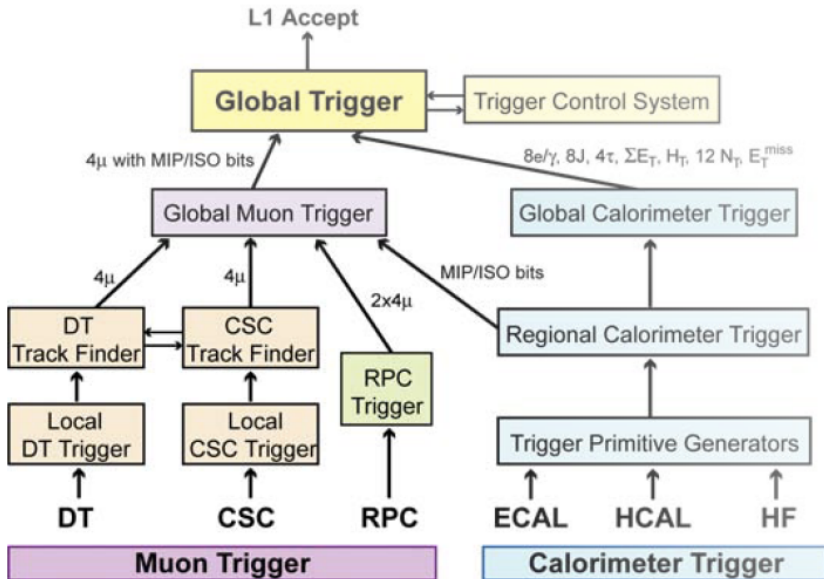 L1 Accept
Global Trigger
Trigger Control System
4μ with MIP/ISO bits
8e/γ, 8J, 4τ, ΣE_T, H_T, 12 N_T, E_T^miss
Global Muon Trigger
Global Calorimeter Trigger
4μ
4μ
2x4μ
MIP/ISO bits
DT
Track Finder
CSC
Track Finder
RPC
Trigger
Regional Calorimeter Trigger
Local
DT Trigger
Local
CSC Trigger
Trigger Primitive Generators
DT
CSC
RPC
ECAL
HCAL
HF
Muon Trigger
Calorimeter Trigger